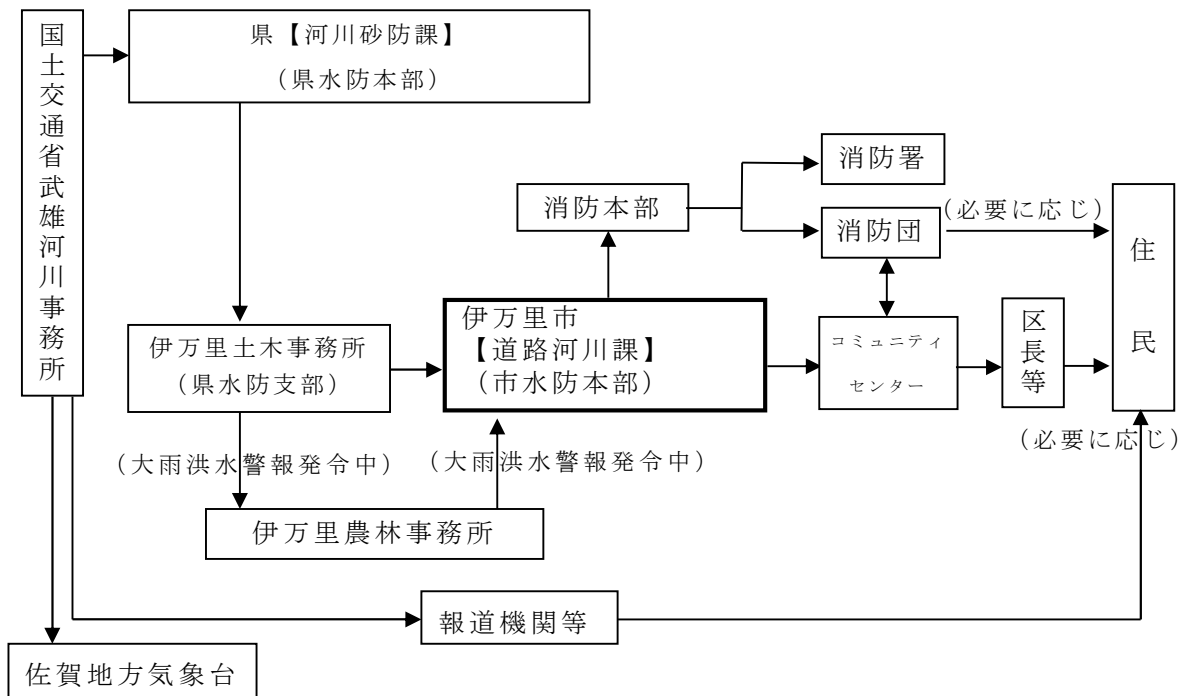 国土交通省武雄河川事務所
県【河川砂防課】
(県水防本部)
消防署
消防本部
消防団
(必要に応じ)
住民
伊万里市
【道路河川課】
(市水防本部)
伊万里土木事務所
(県水防支部)
コミュニティ
センター
区長等
(必要に応じ)
(大雨洪水警報発令中)
(大雨洪水警報発令中)
伊万里農林事務所
報道機関等
佐賀地方気象台